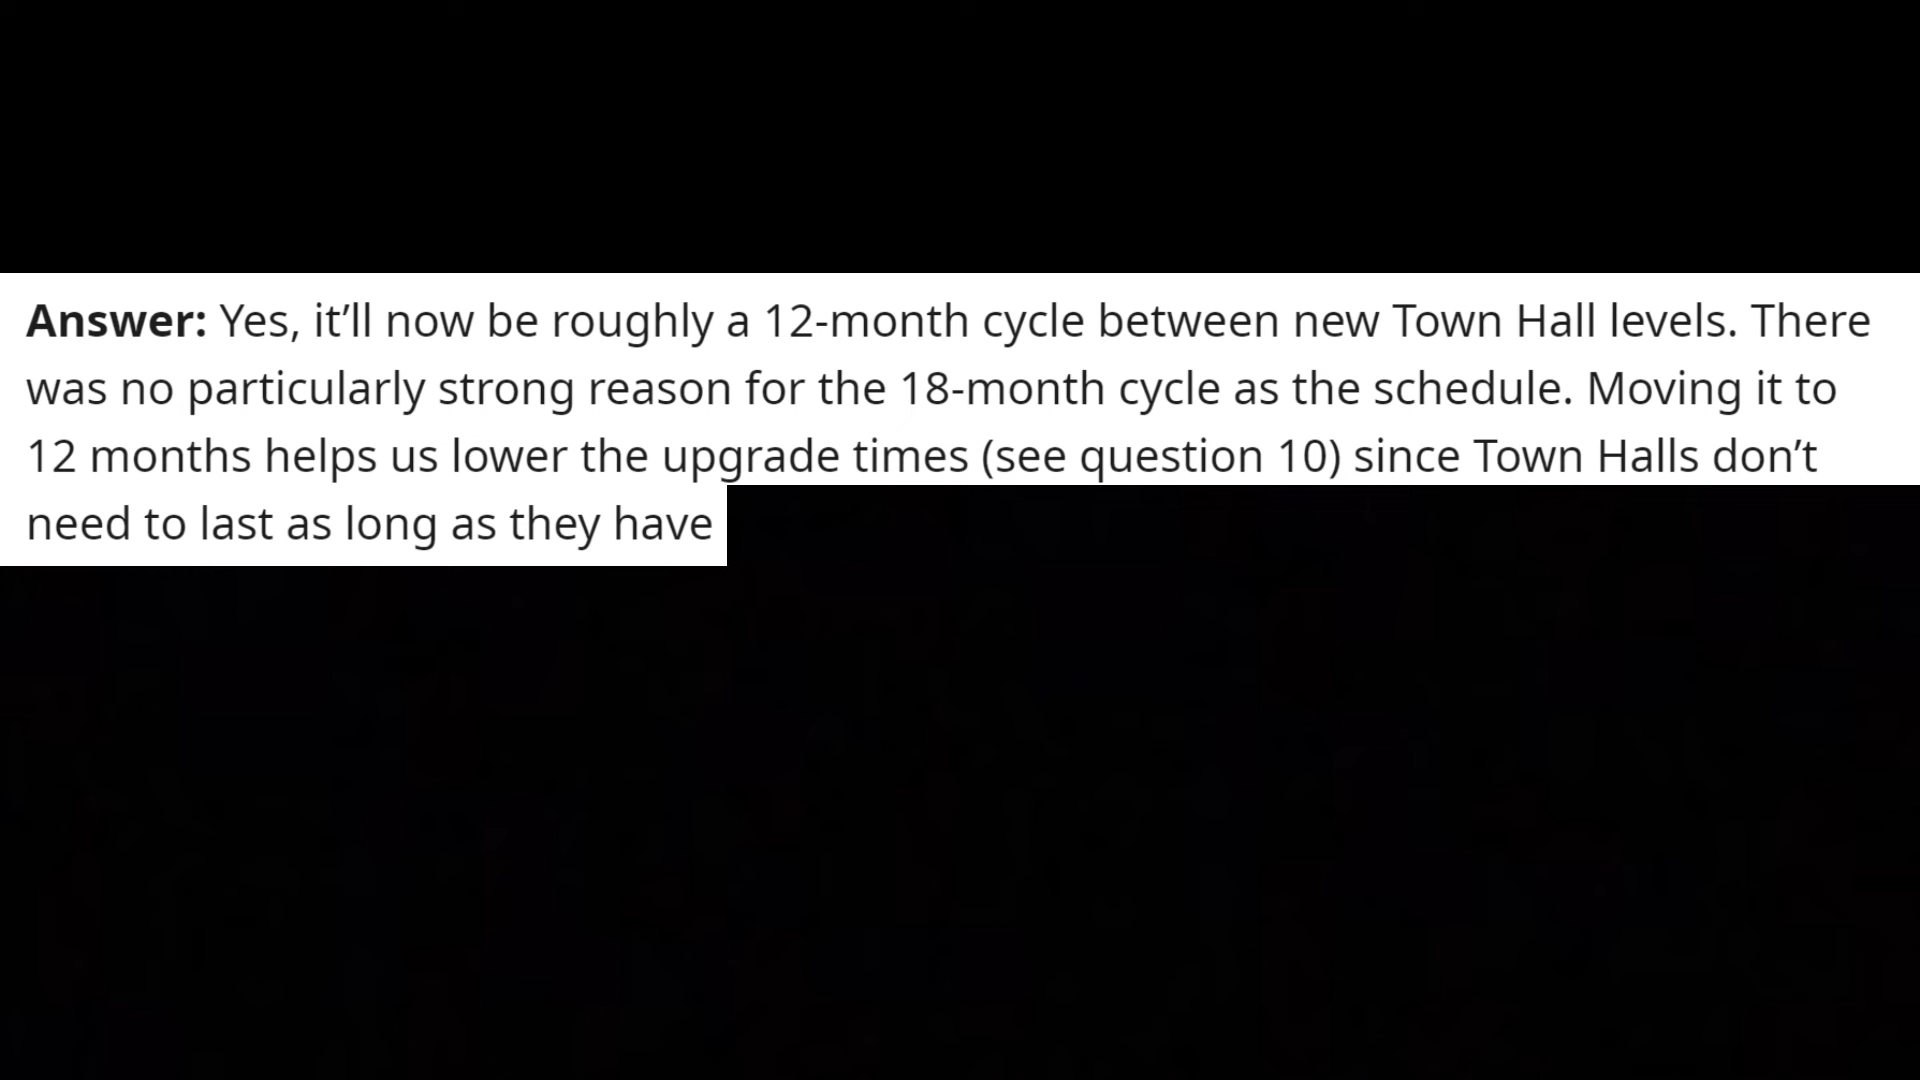 Answer: Yes, it’ll now be roughly a 12-month cycle between new Town Hall levels. There
was no particularly strong reason for the 18-month cycle as the schedule. Moving it to
12 months helps us lower the upgrade times (see question 10) since Town Halls don’t
need to last as long as they have